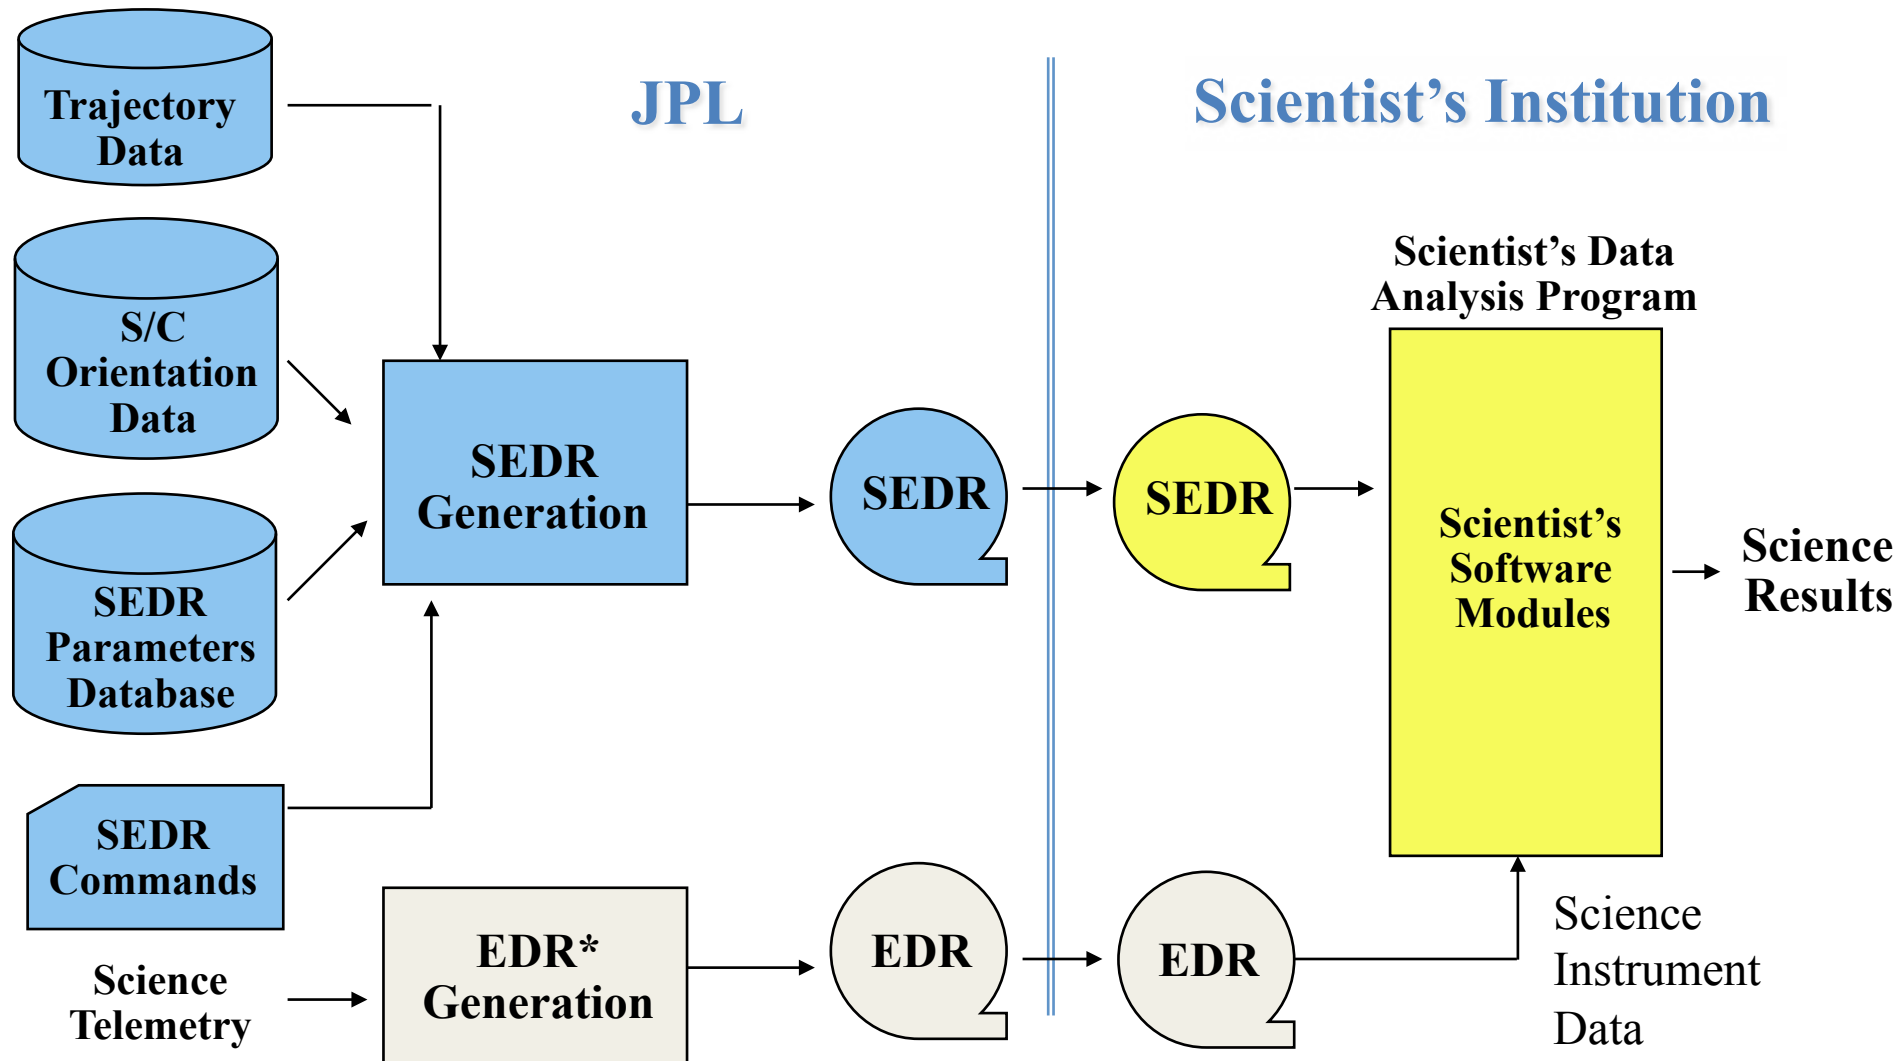 JPL
Scientist’s Institution
Trajectory
Data
S/C
Orientation
Data
SEDR
Parameters
Database
SEDR
Commands
Science
Telemetry
SEDR
Generation
EDR*
Generation
SEDR
EDR
SEDR
EDR
Scientist’s Data
Analysis Program
Scientist’s
Software
Modules
Science
Instrument
Data
Science
Results